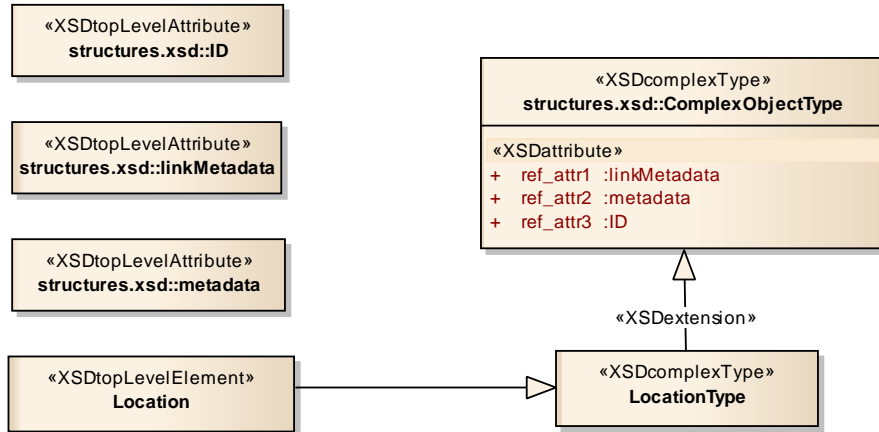 «XSDtopLevelAttribute»
structures.xsd::ID
«XSDtopLevelAttribute»
structures.xsd::linkMetadata
«XSDtopLevelAttribute»
structures.xsd::metadata
«XSDtopLevelElement»
Location
«XSDcomplexType»
structures.xsd::ComplexObjectType
«XSDattribute»
+ ref_attr1 :linkMetadata
+ ref_attr2 :metadata
+ ref_attr3 :ID
«XSDextension»
«XSDcomplexType»
LocationType